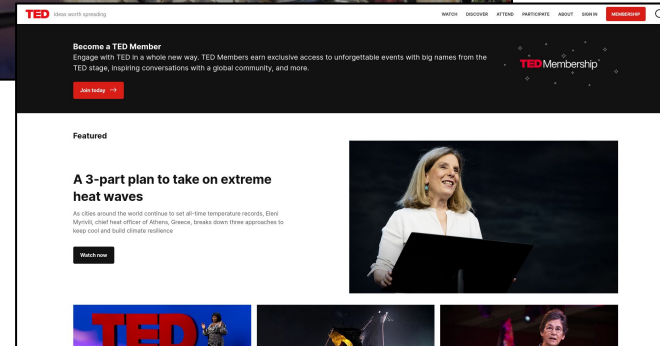 TED Ideas worth spreading
WATCH DISCOVER ATTEND PARTICIPATE ABOUT SIGN IN MEMBERSHIP
Become a TED Member
Engage with TED in a whole new way. TED Members earn exclusive access to unforgettable events with big names from the
TED stage, inspiring conversations with a global community, and more.
Join today →
TED Membership
Featured
A 3-part plan to take on extreme
heat waves
As cities around the world continue to set all-time temperature records, Eleni
Myrivili, chief heat officer of Athens, Greece, breaks down three approaches to
keep cool and build climate resilience
Watch now
TED